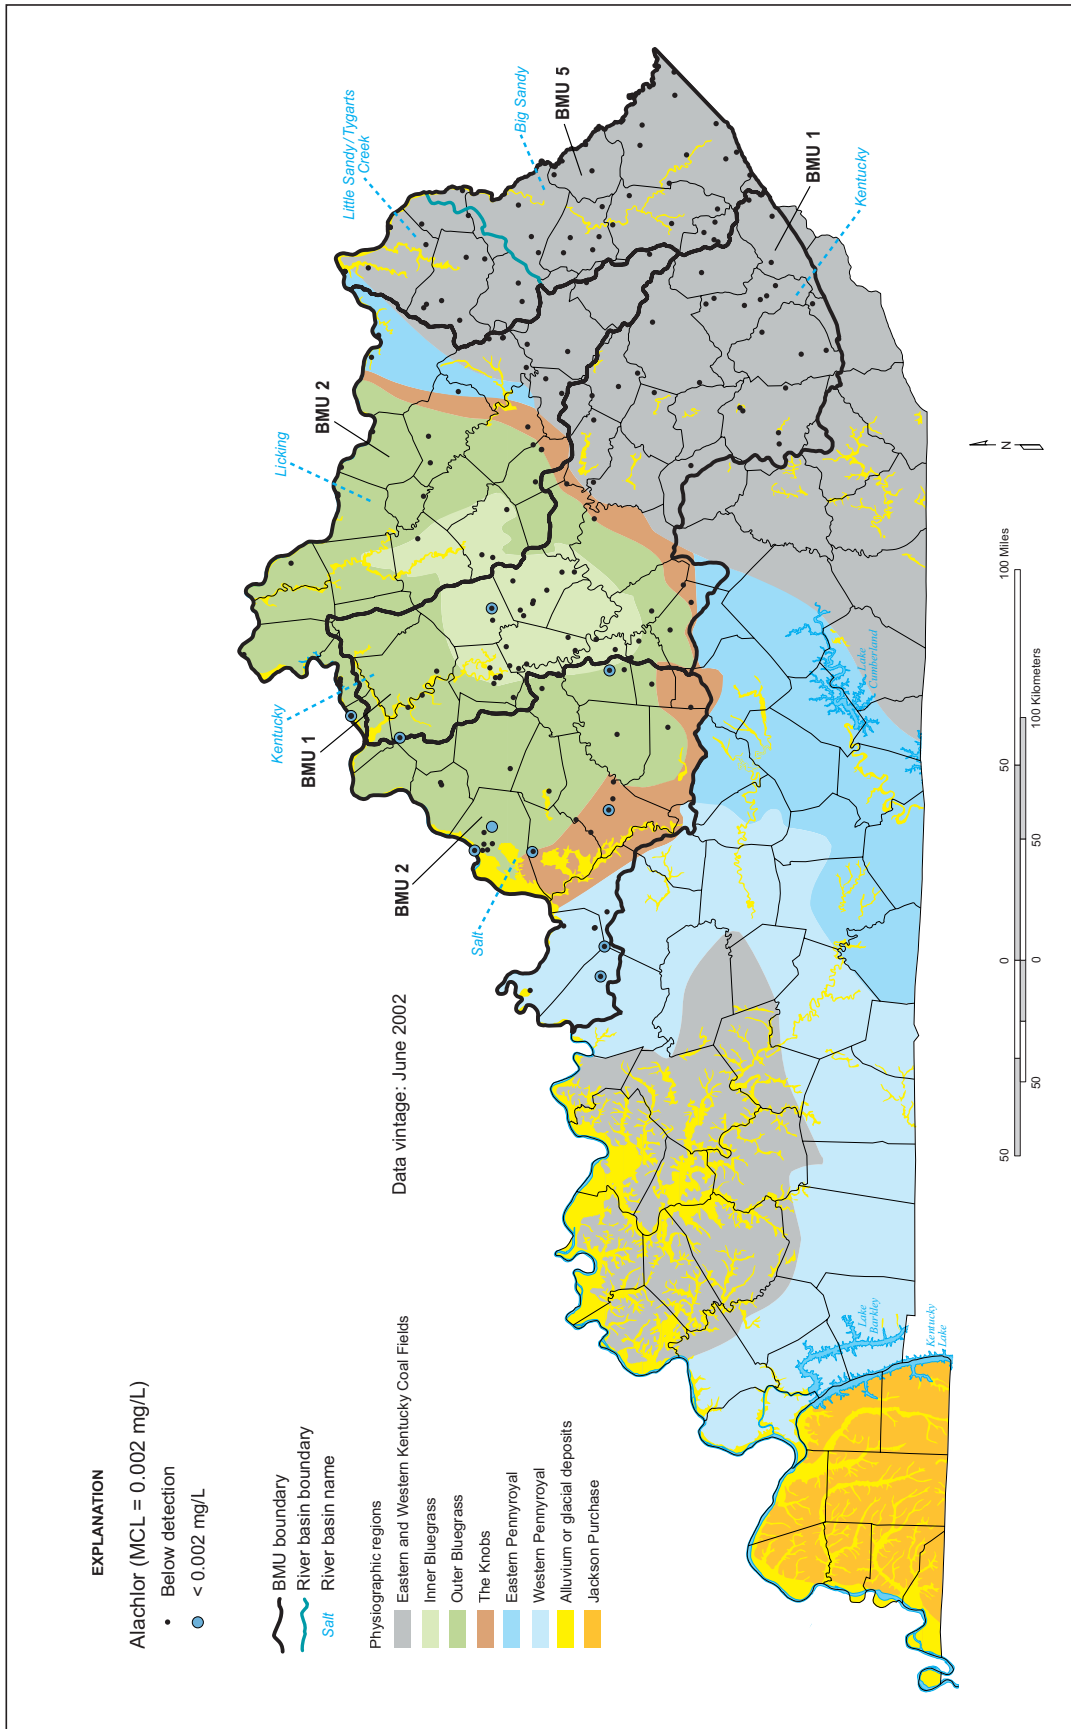 EXPLANATION
Alachlor (MCL = 0.002 mg/L)
Below detection
< 0.002 mg/L
BMU boundary
River basin boundary
Salt River basin name
Physiographic regions
Eastern and Western Kentucky Coal Fields
Inner Bluegrass
Outer Bluegrass
The Knobs
Eastern Pennyroyal
Western Pennyroyal
Alluvium or glacial deposits
Jackson Purchase
Data vintage: June 2002
Salt
BMU 2
BMU 1
Kentucky
Licking
BMU 2
Little Sandy/Tygarts
Creek
Big Sandy
BMU 5
BMU 1
Kentucky
Lake
Cumberland
Lake
Barkley
Kentucky
Lake
N
50 0 50 100 Miles
50 0 50 100 Kilometers